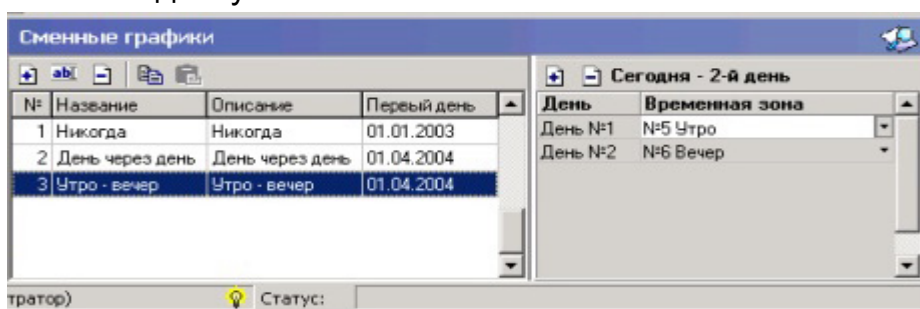 Сменные графики
abI
Сегодня - 2-й день
№ Название Описание Первый день
День Временная зона
1 Никогда Никогда 01.01.2003
День №1 №5 Утро
2 День через день День через день 01.04.2004
День №2 №6 Вечер
3 Утро - вечер Утро - вечер 01.04.2004
тратор) Статус: